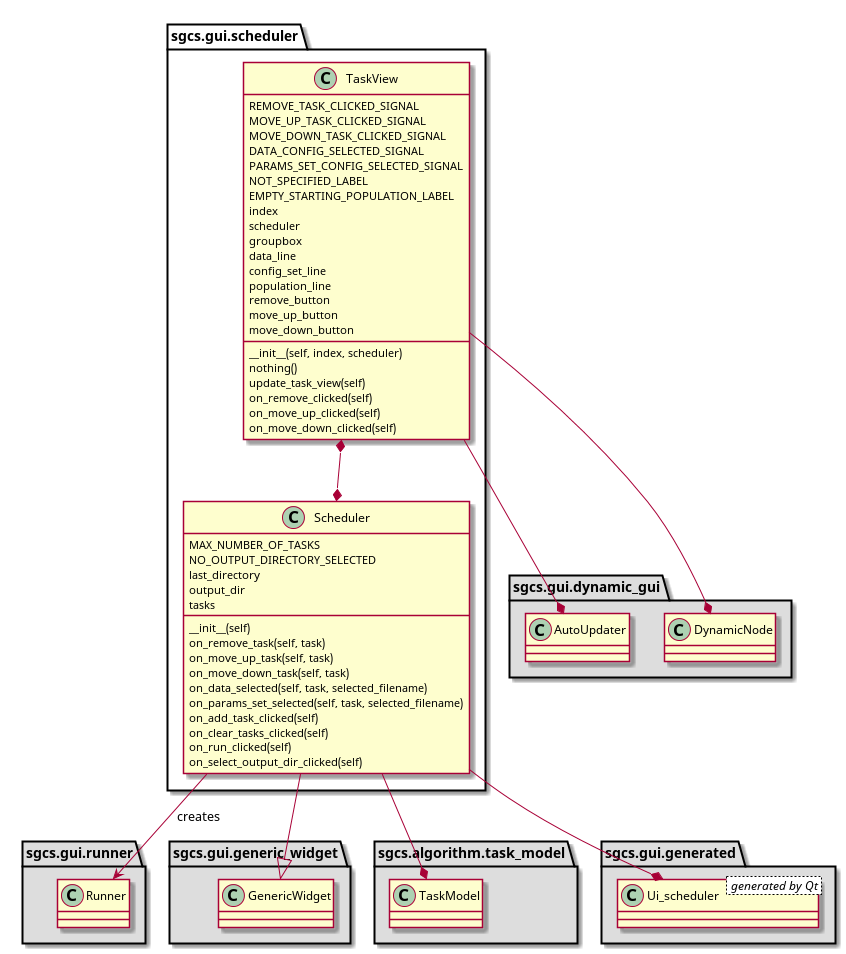 sgcs.gui.scheduler
C TaskView
REMOVE_TASK_CLICKED_SIGNAL
MOVE_UP_TASK_CLICKED_SIGNAL
MOVE_DOWN_TASK_CLICKED_SIGNAL
DATA_CONFIG_SELECTED_SIGNAL
PARAMS_SET_CONFIG_SELECTED_SIGNAL
NOT_SPECIFIED_LABEL
EMPTY_STARTING_POPULATION_LABEL
index
scheduler
groupbox
data_line
config_set_line
population_line
remove_button
move_up_button
move_down_button
__init__(self, index, scheduler)
nothing()
update_task_view(self)
on_remove_clicked(self)
on_move_up_clicked(self)
on_move_down_clicked(self)
C Scheduler
MAX_NUMBER_OF_TASKS
NO_OUTPUT_DIRECTORY_SELECTED
last_directory
output_dir
tasks
__init__(self)
on_remove_task(self, task)
on_move_up_task(self, task)
on_move_down_task(self, task)
on_data_selected(self, task, selected_filename)
on_params_set_selected(self, task, selected_filename)
on_add_task_clicked(self)
on_clear_tasks_clicked(self)
on_run_clicked(self)
on_select_output_dir_clicked(self)
sgcs.gui.dynamic_gui
C AutoUpdater
C DynamicNode
creates
sgcs.gui.runner
C Runner
sgcs.gui.generic_widget
C GenericWidget
sgcs.algorithm.task_model
C TaskModel
sgcs.gui.generated
C Ui_scheduler
generated by Qt